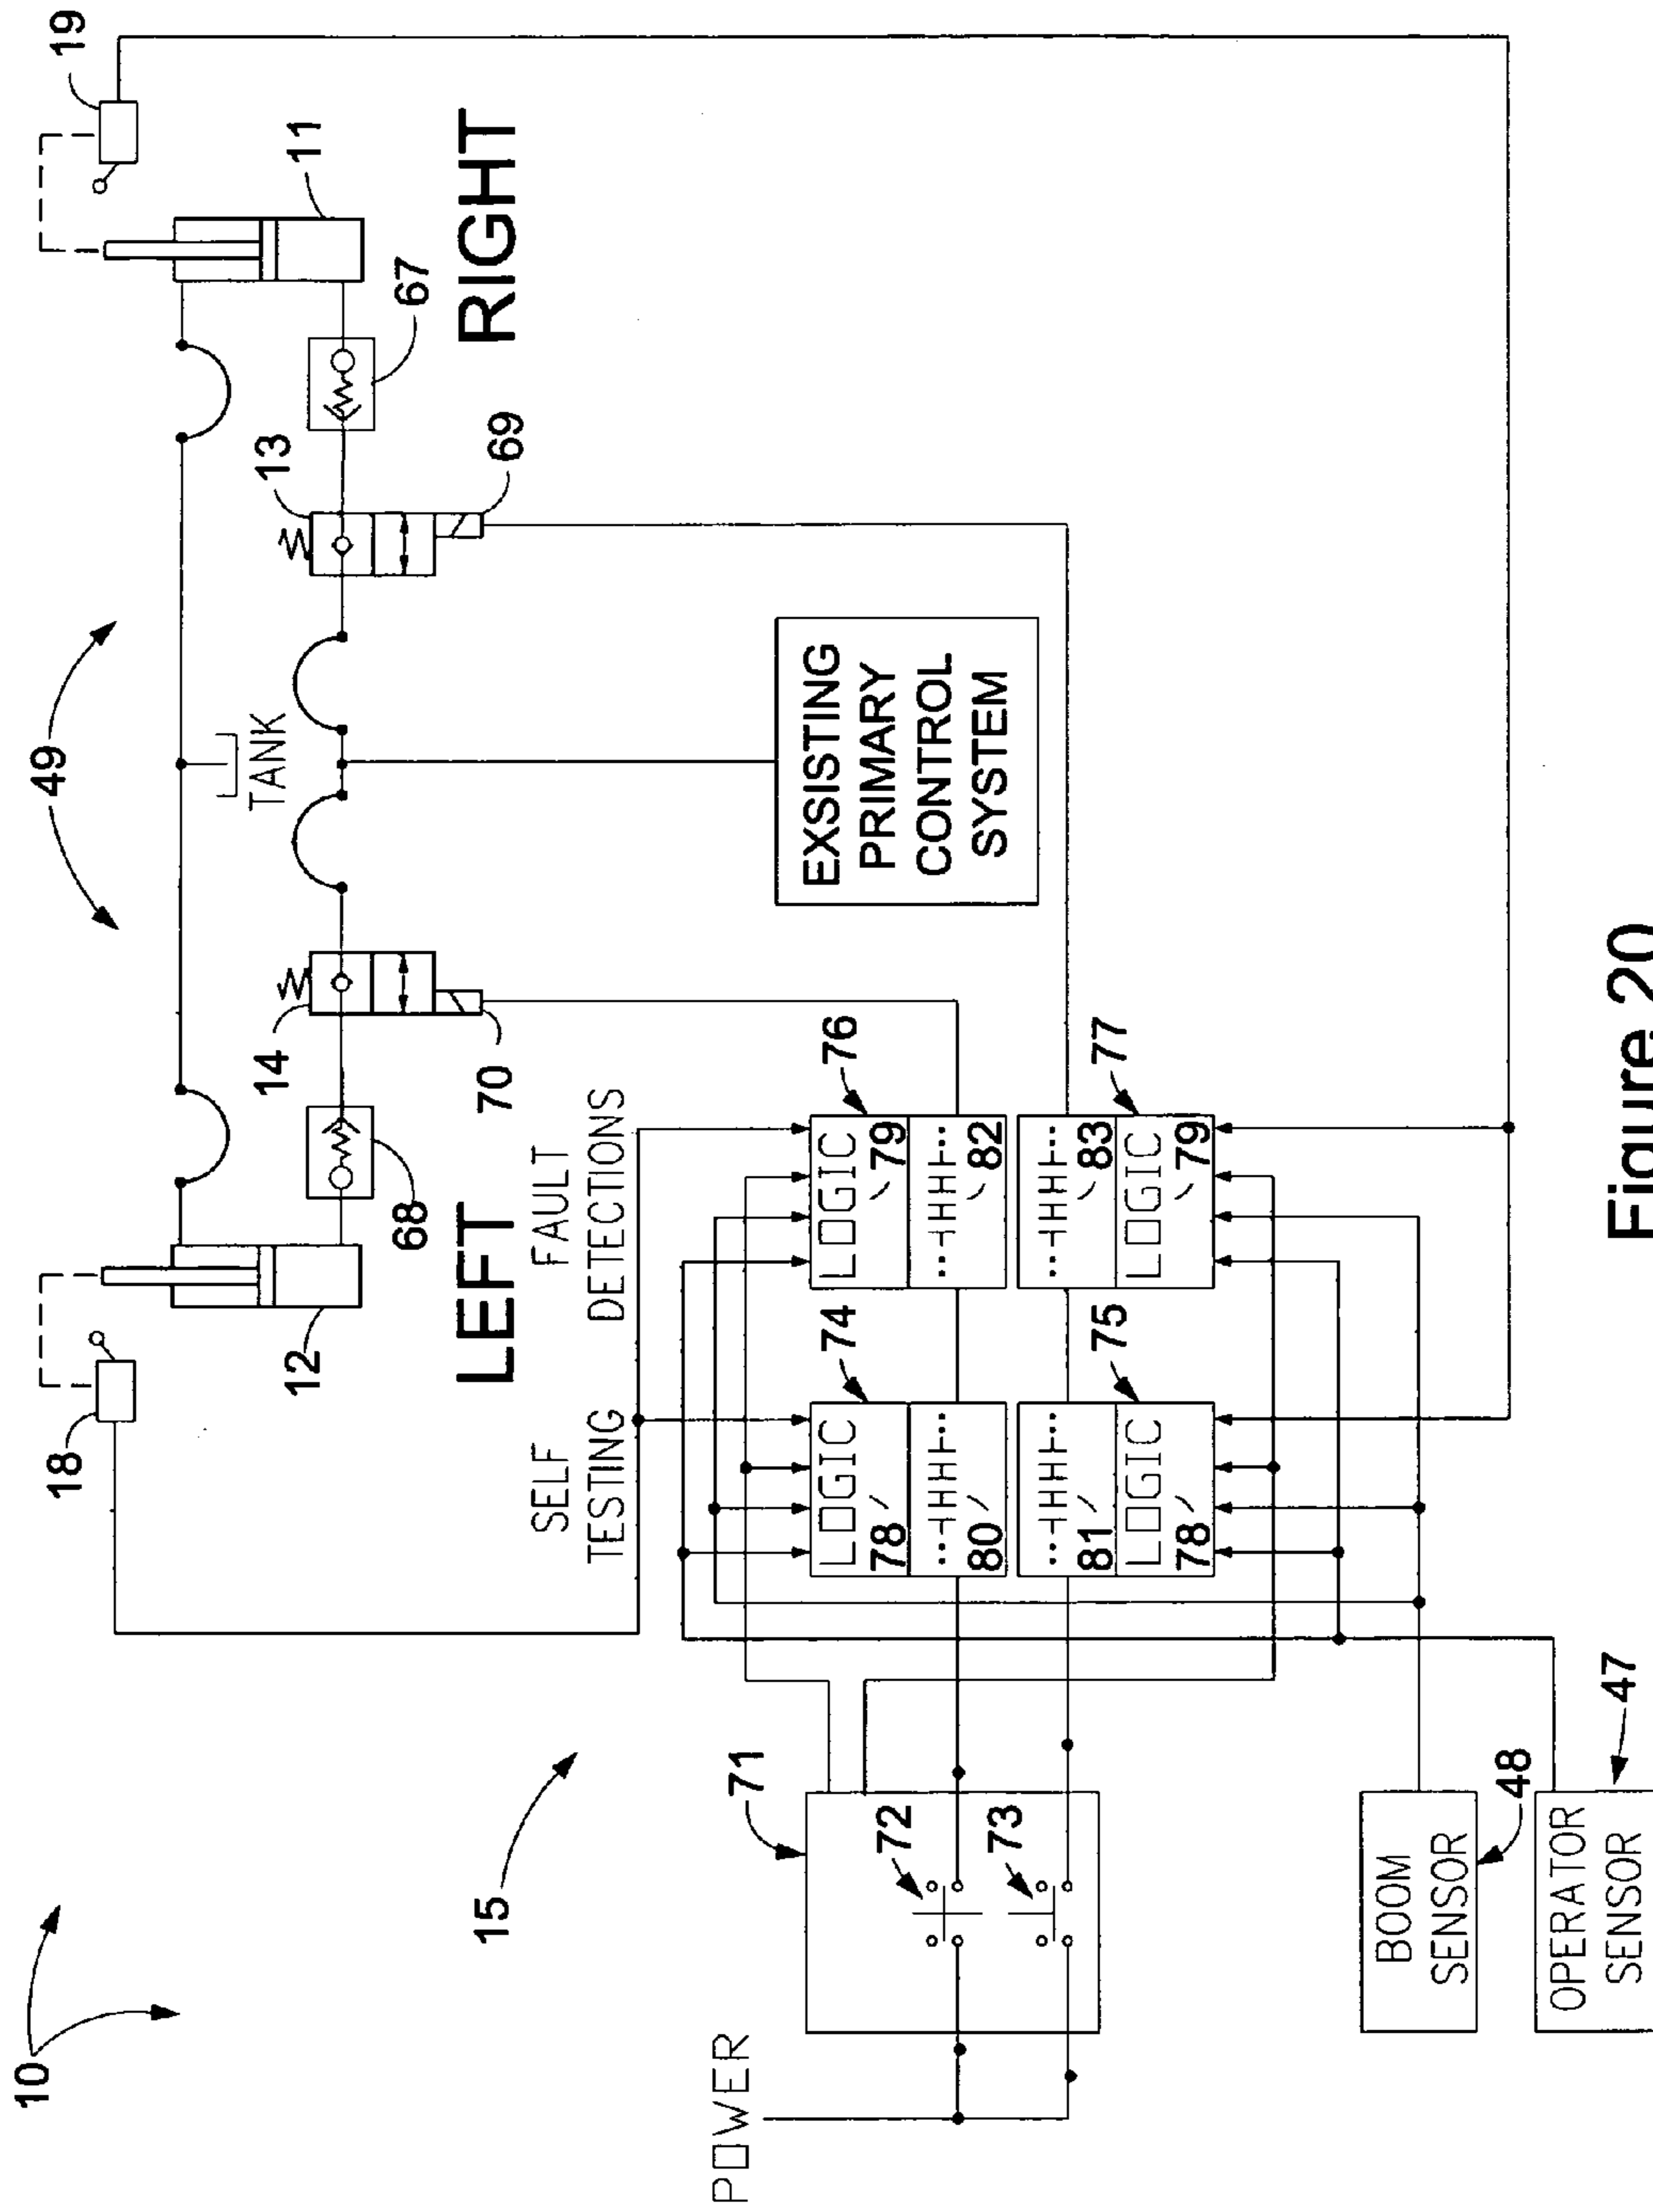 10
49
19
18
12
11
TANK
14
13
68
67
70
69
LEFT
RIGHT
15
SELF
TESTING
FAULT
DETECTIONS
EXSISTING
PRIMARY
CONTROL
SYSTEM
POWER
71
72
73
74
76
LOGIC
78
LOGIC
79
80
82
81
83
LOGIC
78
LOGIC
79
75
77
BOOM
SENSOR
48
OPERATOR
SENSOR
47
Figure 20